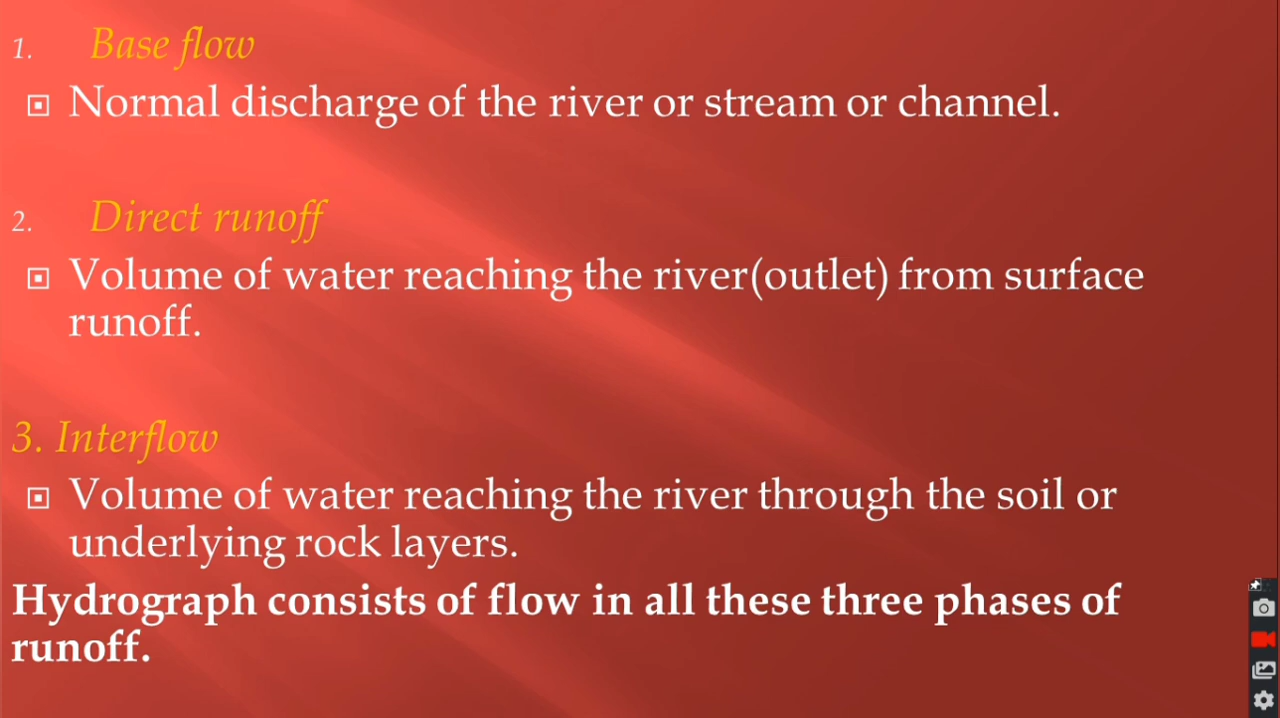 1. Base flow
Normal discharge of the river or stream or channel.
2. Direct runoff
Volume of water reaching the river(outlet) from surface
runoff.
3. Interflow
Volume of water reaching the river through the soil or
underlying rock layers.
Hydrograph consists of flow in all these three phases of
runoff.